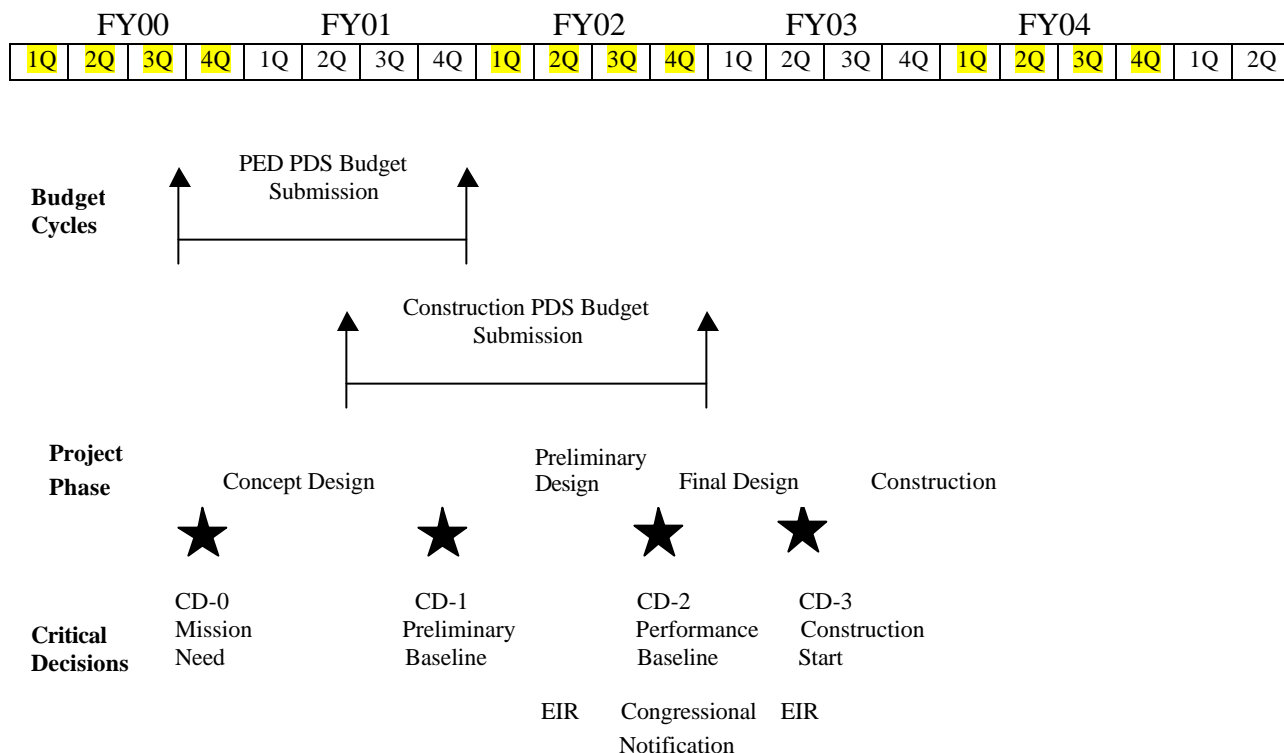 FY00 FY01 FY02 FY03 FY04
1Q 2Q 3Q 4Q 1Q 2Q 3Q 4Q 1Q 2Q 3Q 4Q 1Q 2Q 3Q 4Q 1Q 2Q 3Q 4Q 1Q 2Q
PED PDS Budget
Submission
Budget
Cycles
Construction PDS Budget
Submission
Project
Phase
Concept Design
Preliminary
Design
Final Design
Construction
CD-0
Mission
Need
CD-1
Preliminary
Baseline
CD-2
Performance
Baseline
CD-3
Construction
Start
Critical
Decisions
EIR
Congressional
Notification
EIR